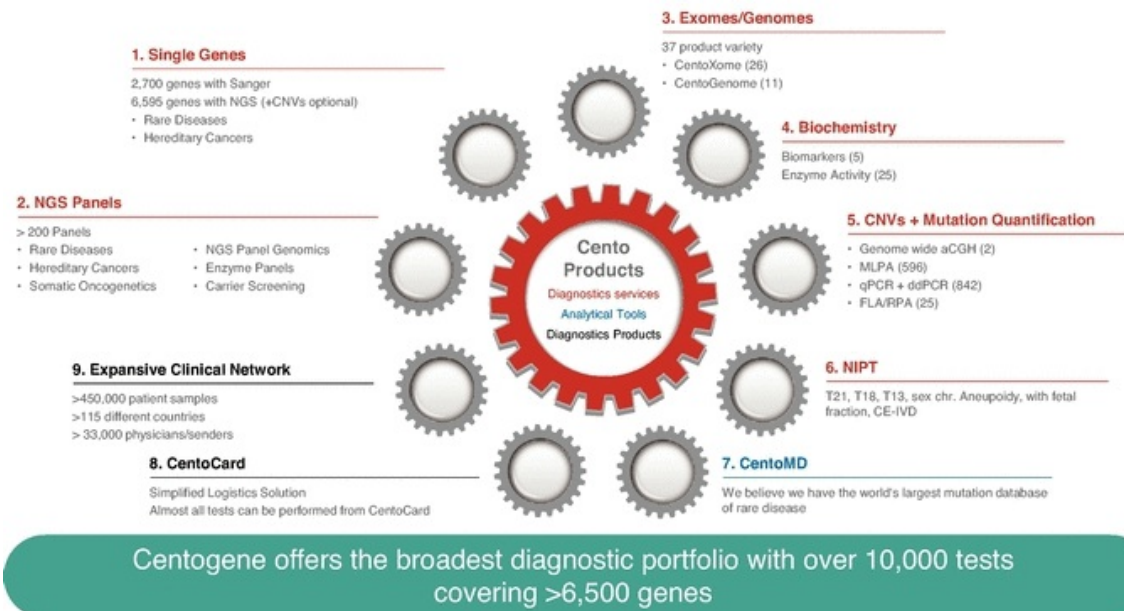 1. Single Genes
2,700 genes with Sanger
6,595 genes with NGS (+CNVs optional)
• Rare Diseases
• Hereditary Cancers
2. NGS Panels
> 200 Panels
• Rare Diseases
• Hereditary Cancers
• Somatic Oncogenetics
• NGS Panel Genomics
• Enzyme Panels
• Carrier Screening
3. Exomes/Genomes
37 product variety
• CentoXome (26)
• CentoGenome (11)
4. Biochemistry
Biomarkers (5)
Enzyme Activity (25)
5. CNVs + Mutation Quantification
• Genome wide aCGH (2)
• MLPA (596)
• qPCR + ddPCR (842)
• FLA/RPA (25)
6. NIPT
T21, T18, T13, sex chr. Aneupoidy, with fetal
fraction, CE-IVD
7. CentoMD
We believe we have the world's largest mutation database
of rare disease
8. CentoCard
Simplified Logistics Solution
Almost all tests can be performed from CentoCard
9. Expansive Clinical Network
>450,000 patient samples
>115 different countries
> 33,000 physicians/senders
Cento
Products
Diagnostics services
Analytical Tools
Diagnostics Products
Centogene offers the broadest diagnostic portfolio with over 10,000 tests
covering >6,500 genes